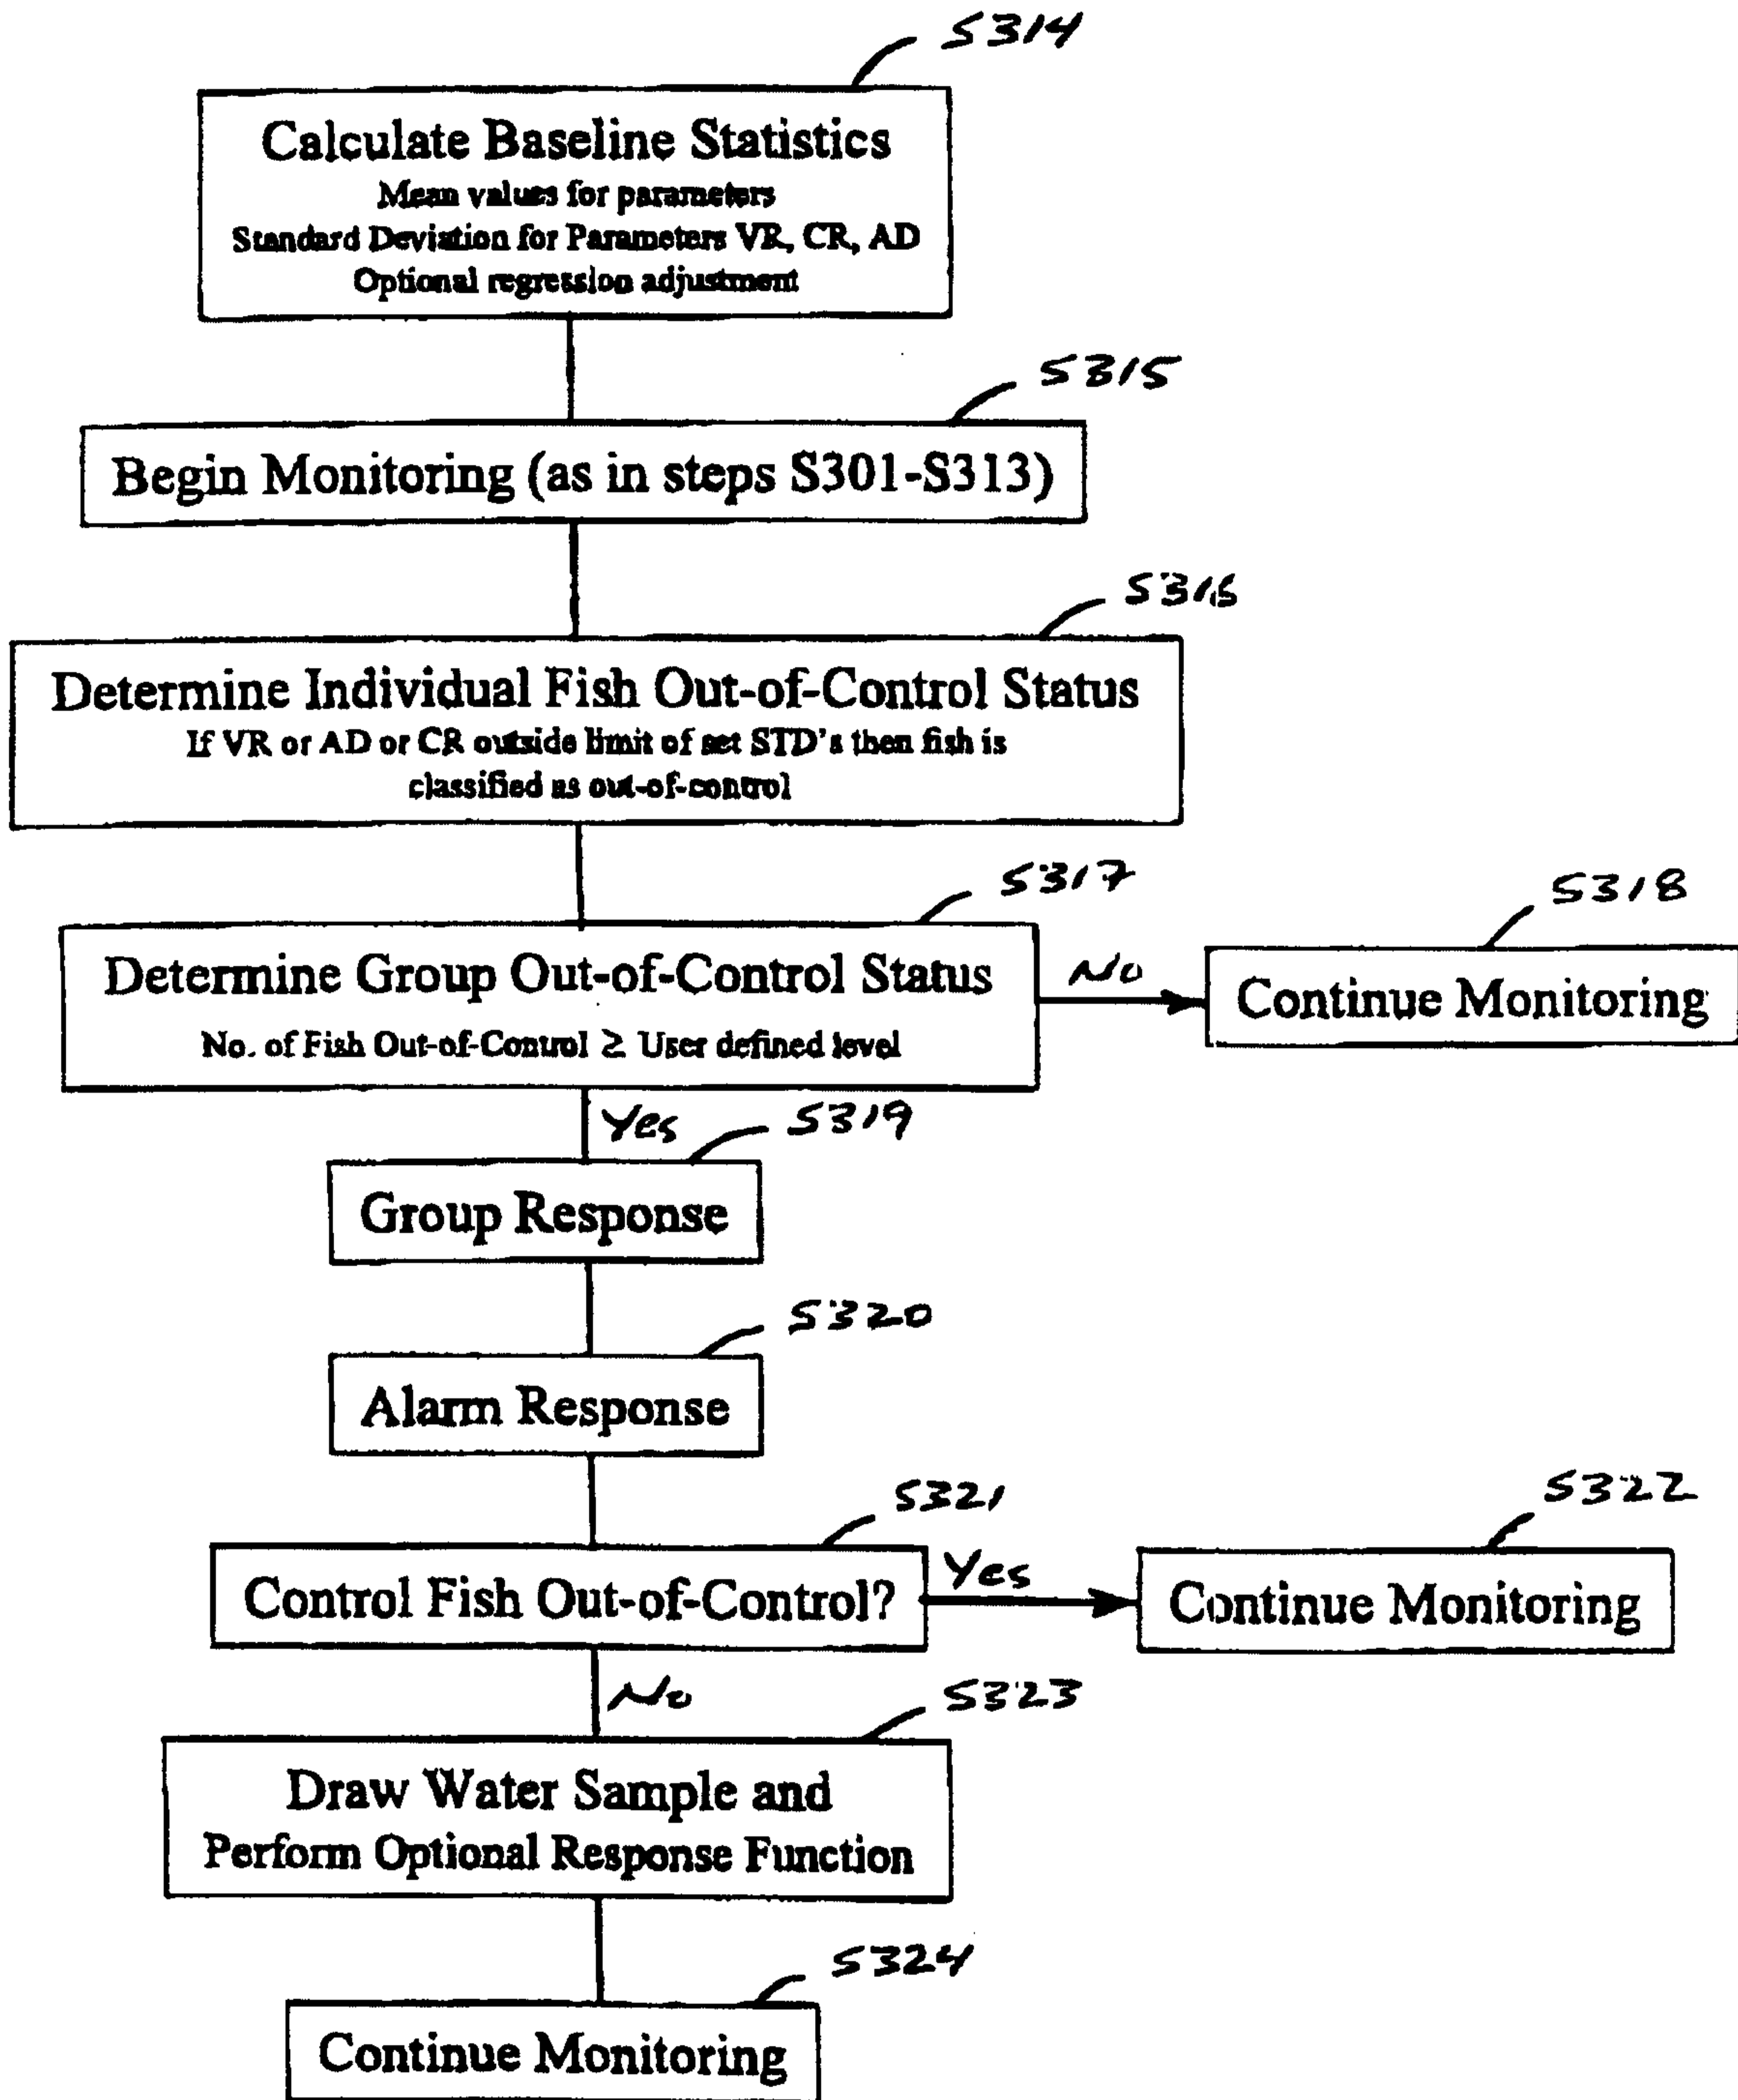 S314
Calculate Baseline Statistics
Mean values for parameters
Standard Deviation for Parameters VR, CR, AD
Optional regression adjustment
S315
Begin Monitoring (as in steps S301-S313)
S316
Determine Individual Fish Out-of-Control Status
If VR or AD or CR outside limit of set STD's then fish is
classified as out-of-control
S317
Determine Group Out-of-Control Status
No. of Fish Out-of-Control ≥ User defined level
No
S318
Continue Monitoring
Yes
S319
Group Response
S320
Alarm Response
S321
Control Fish Out-of-Control?
Yes
S322
Continue Monitoring
No
S323
Draw Water Sample and
Perform Optional Response Function
S324
Continue Monitoring